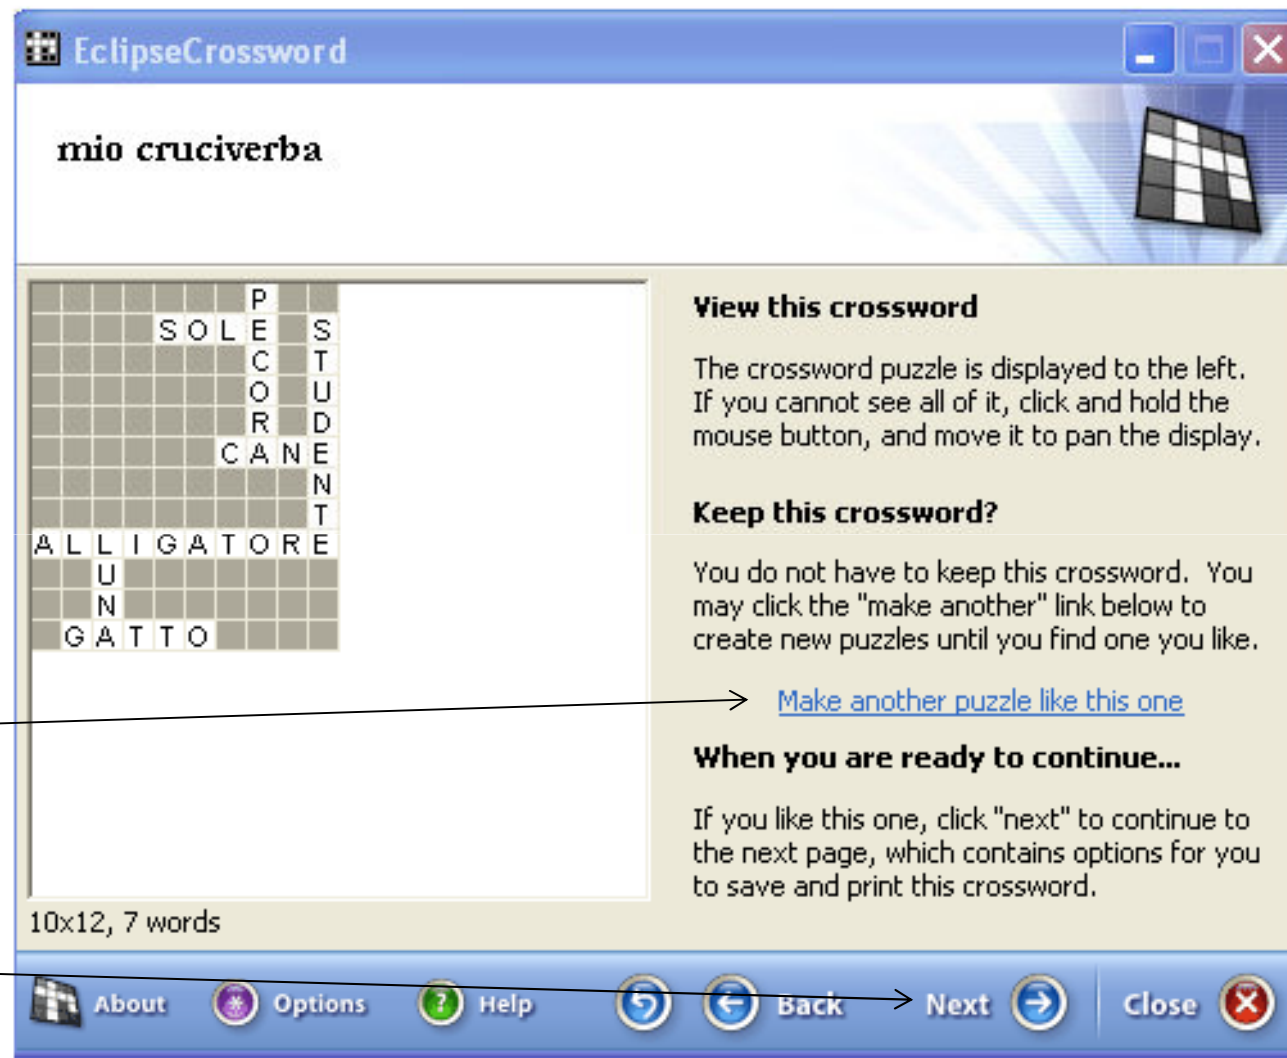 EclipseCrossword
mio cruciverba
P
SOLE S
C T
O U
R D
CANE
N
T
ALLIGATORE
U
N
GATTO
10x12, 7 words
View this crossword
The crossword puzzle is displayed to the left.
If you cannot see all of it, click and hold the
mouse button, and move it to pan the display.
Keep this crossword?
You do not have to keep this crossword. You
may click the "make another" link below to
create new puzzles until you find one you like.
Make another puzzle like this one
When you are ready to continue...
If you like this one, click "next" to continue to
the next page, which contains options for you
to save and print this crossword.
About Options Help Back Next Close